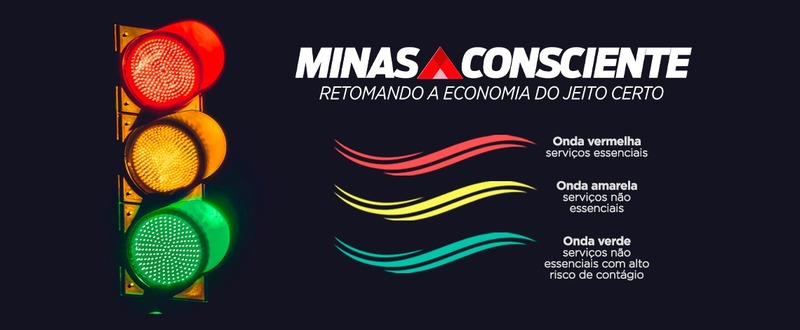 MINAS CONSCIENTE
RETOMANDO A ECONOMIA DO JEITO CERTO
Onda vermelha
serviços essenciais
Onda amarela
serviços não
essenciais
Onda verde
serviços não
essenciais com alto
risco de contágio